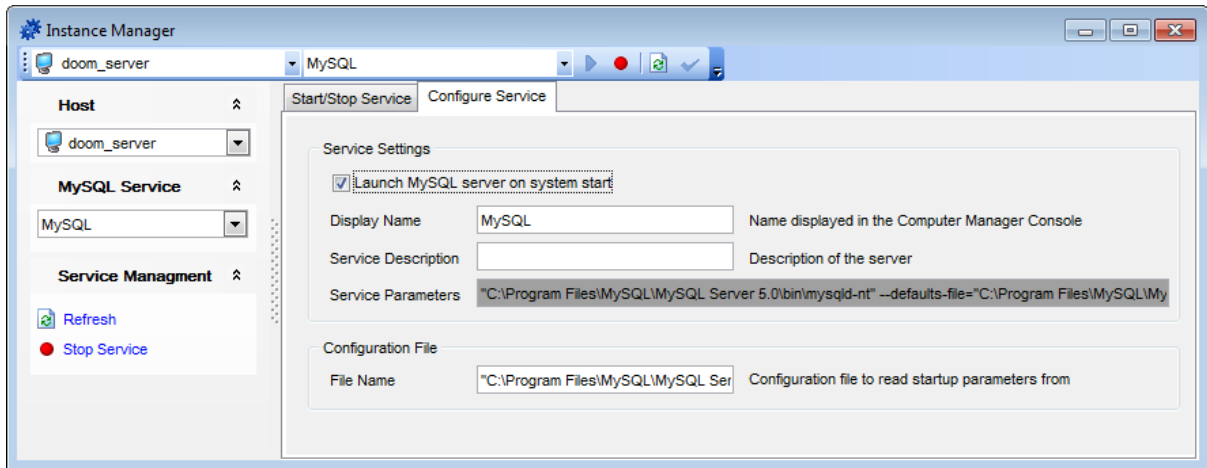 Instance Manager
doom_server MySQL
Host
doom_server
MySQL Service
MySQL
Service Managment
Refresh
Stop Service
Start/Stop Service Configure Service
Service Settings
Launch MySQL server on system start
Display Name MySQL Name displayed in the Computer Manager Console
Service Description Description of the server
Service Parameters "C:\Program Files\MySQL\MySQL Server 5.0\bin\mysqld-nt" --defaults-file="C:\Program Files\MySQL\My
Configuration File
File Name "C:\Program Files\MySQL\MySQL Ser Configuration file to read startup parameters from